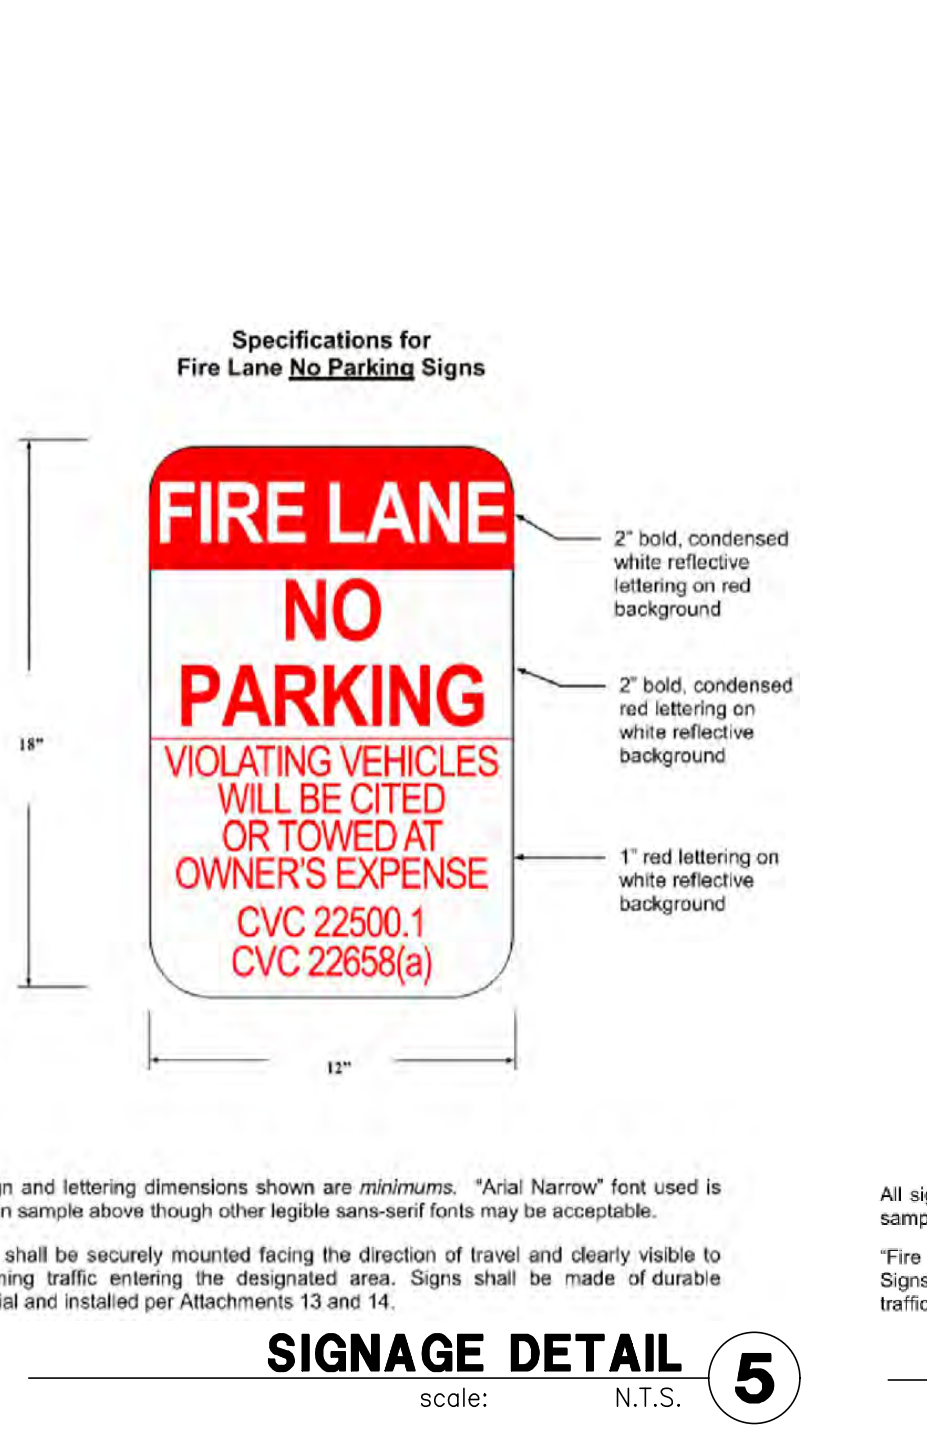 Specifications for
Fire Lane No Parking Signs
FIRE LANE
2" bold, condensed
white reflective
lettering on red
background
NO
PARKING
2" bold, condensed
red lettering on
white reflective
background
18"
VIOLATING VEHICLES
WILL BE CITED
OR TOWED AT
OWNER'S EXPENSE
1" red lettering on
white reflective
background
CVC 22500.1
CVC 22658(a)
12"
and lettering dimensions shown are minimums. "Arial Narrow" font used is
sample above though other legible sans-serif fonts may be acceptable.
shall be securely mounted facing the direction of travel and clearly visible to
traffic entering the designated area. Signs shall be made of durable
and installed per Attachments 13 and 14.
All
"Fire
Signs
SIGNAGE DETAIL 5
scale: N.T.S.